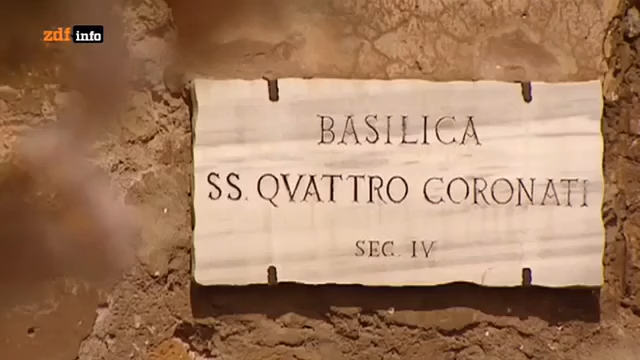 zdf info
BASILICA
SS. QVATTRO CORONATI
SEC. IV